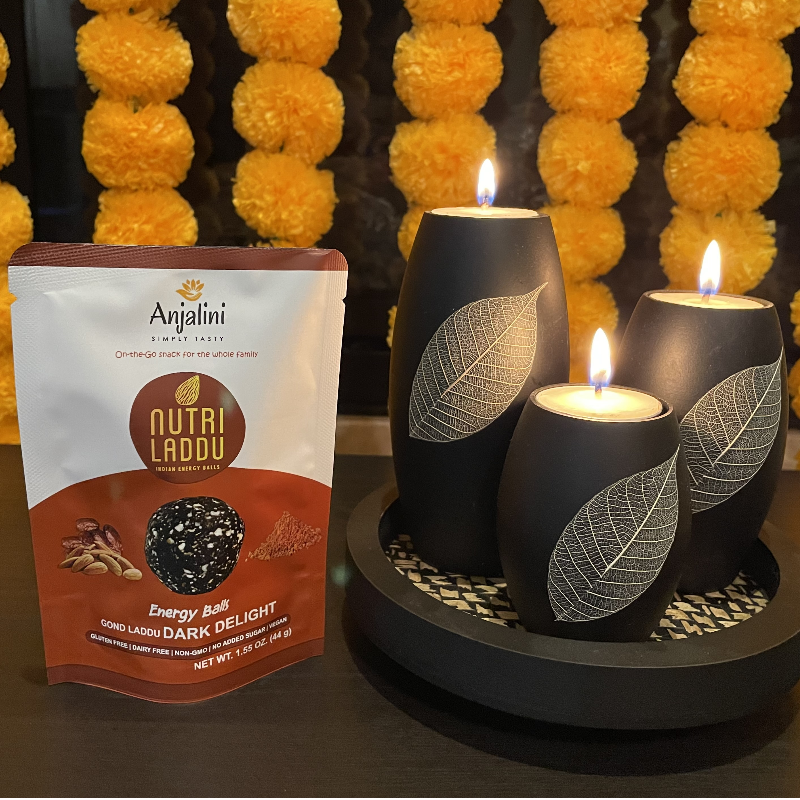 Anjalini
SIMPLY TASTY
On-the-Go snack for the whole family
NUTRI
LADDU
INDIAN ENERGY BALLS
Energy Balls
GOND LADDU DARK DELIGHT
GLUTEN FREE | DAIRY FREE | NON-GMO | NO ADDED SUGAR | VEGAN
NET WT. 1.55 OZ. (44 g)